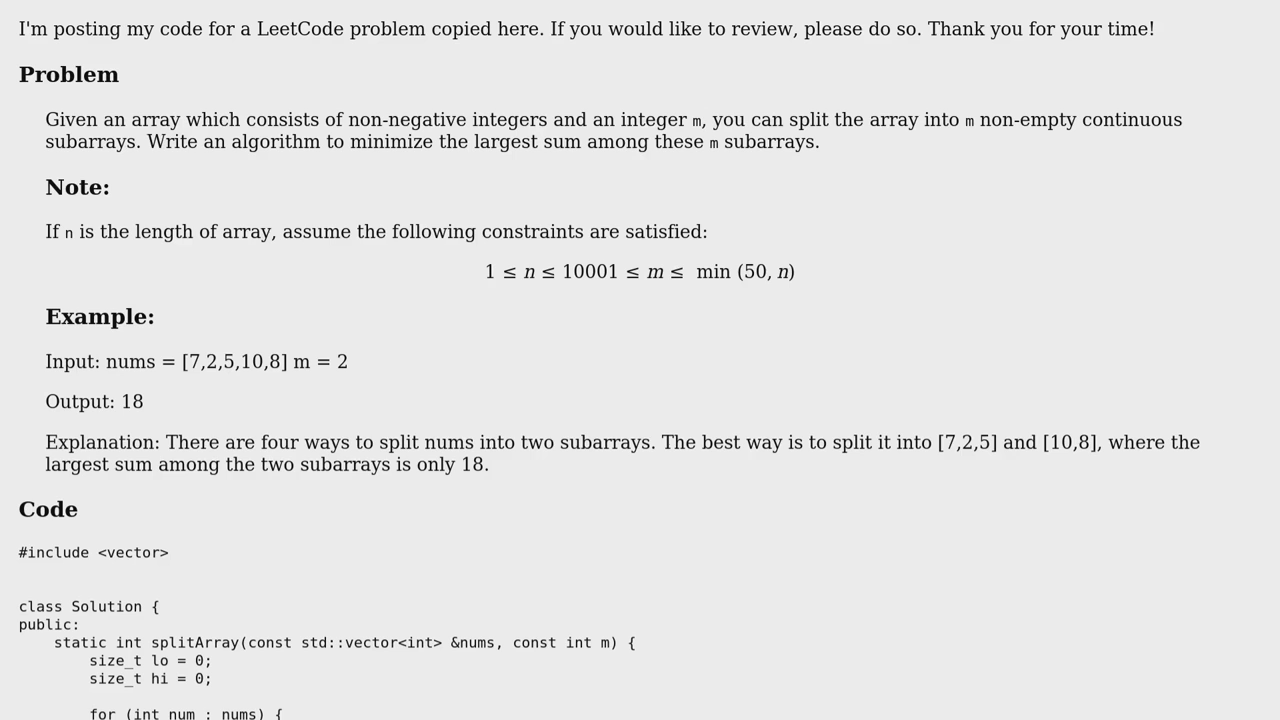 I'm posting my code for a LeetCode problem copied here. If you would like to review, please do so. Thank you for your time!
Problem
Given an array which consists of non-negative integers and an integer m, you can split the array into m non-empty continuous
subarrays. Write an algorithm to minimize the largest sum among these m subarrays.
Note:
If n is the length of array, assume the following constraints are satisfied:
1 ≤ n ≤ 10001 ≤ m ≤ min (50, n)
Example:
Input: nums = [7,2,5,10,8] m = 2
Output: 18
Explanation: There are four ways to split nums into two subarrays. The best way is to split it into [7,2,5] and [10,8], where the
largest sum among the two subarrays is only 18.
Code
#include <vector>
class Solution {
public:
    static int splitArray(const std::vector<int> &nums, const int m) {
        size_t lo = 0;
        size_t hi = 0;
        for (int num : nums) {